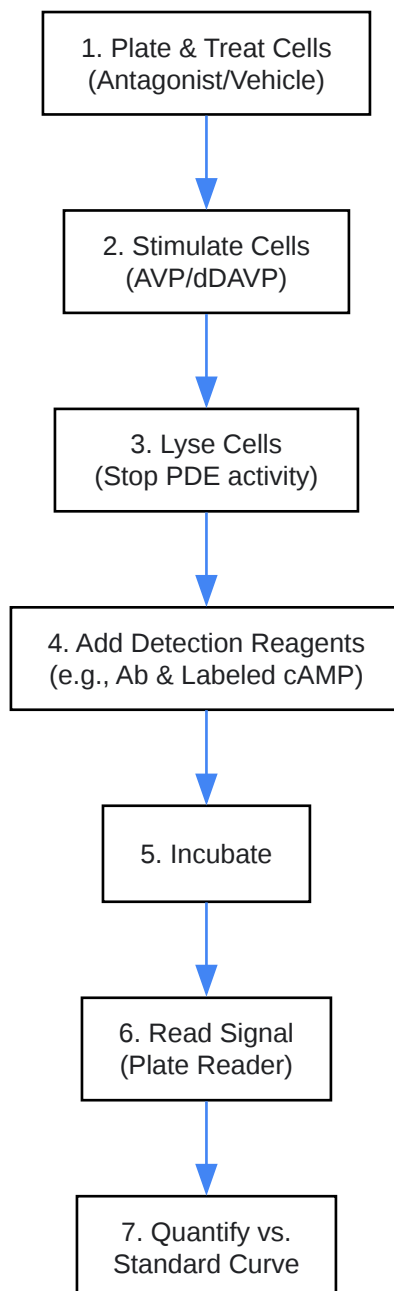 1. Plate & Treat Cells
(Antagonist/Vehicle)
2. Stimulate Cells
(AVP/dDAVP)
3. Lyse Cells
(Stop PDE activity)
4. Add Detection Reagents
(e.g., Ab & Labeled cAMP)
5. Incubate
6. Read Signal
(Plate Reader)
7. Quantify vs.
Standard Curve